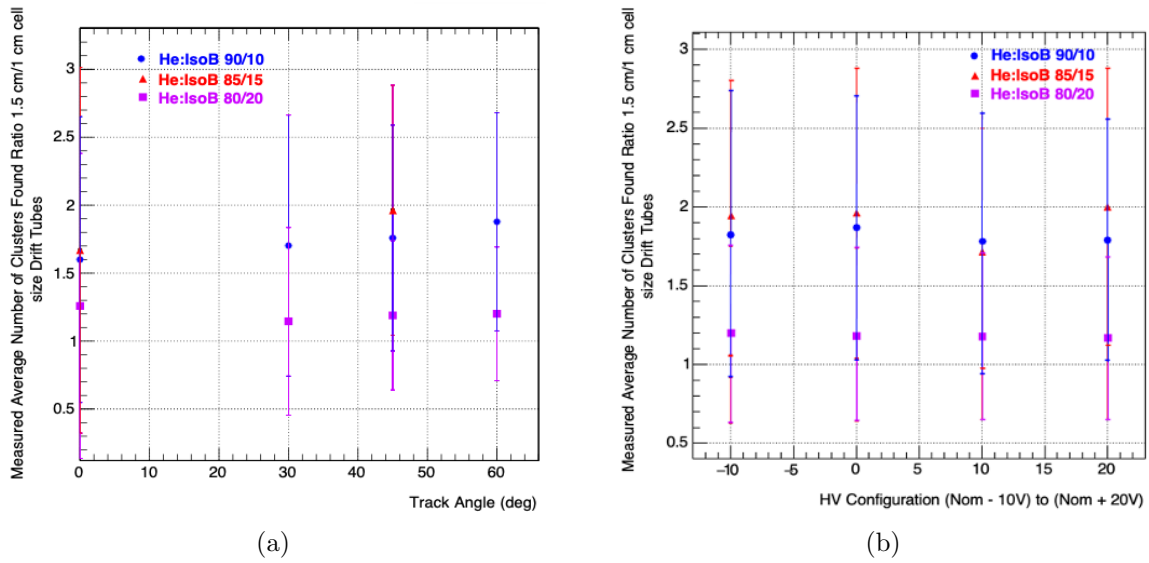 Measured Average Number of Clusters Found Ratio 1.5 cm/1 cm cell
size Drift Tubes
He:IsoB 90/10
He:IsoB 85/15
He:IsoB 80/20
3
2.5
2
1.5
1
0.5
0 10 20 30 40 50 60
Track Angle (deg)
(a)
Measured Average Number of Clusters Found Ratio 1.5 cm/1 cm cell
size Drift Tubes
He:IsoB 90/10
He:IsoB 85/15
He:IsoB 80/20
3
2.5
2
1.5
1
0.5
−10 -5 0 5 10 15 20
HV Configuration (Nom - 10V) to (Nom + 20V)
(b)